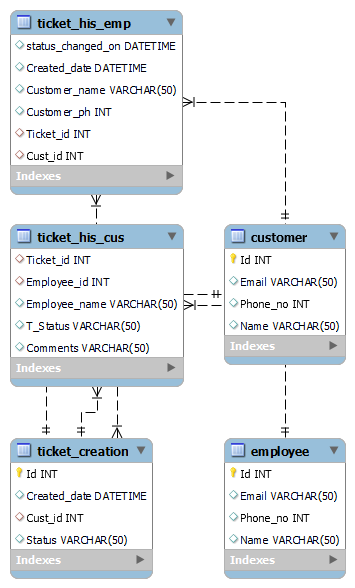 ticket_his_emp
status_changed_on DATETIME
Created_date DATETIME
Customer_name VARCHAR(50)
Customer_ph INT
Ticket_id INT
Cust_id INT
Indexes
ticket_his_cus
Ticket_id INT
Employee_id INT
Employee_name VARCHAR(50)
T_Status VARCHAR(50)
Comments VARCHAR(50)
Indexes
customer
Id INT
Email VARCHAR(50)
Phone_no INT
Name VARCHAR(50)
Indexes
ticket_creation
Id INT
Created_date DATETIME
Cust_id INT
Status VARCHAR(50)
Indexes
employee
Id INT
Email VARCHAR(50)
Phone_no INT
Name VARCHAR(50)
Indexes